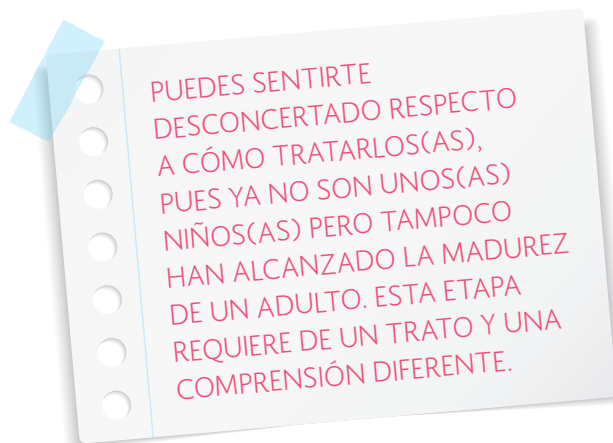 PUEDES SENTIRTE
DESCONCERTADO RESPECTO
A CÓMO TRATARLOS(AS),
PUES YA NO SON UNOS(AS)
NIÑOS(AS) PERO TAMPOCO
HAN ALCANZADO LA MADUREZ
DE UN ADULTO. ESTA ETAPA
REQUIERE DE UN TRATO Y UNA
COMPRENSIÓN DIFERENTE.